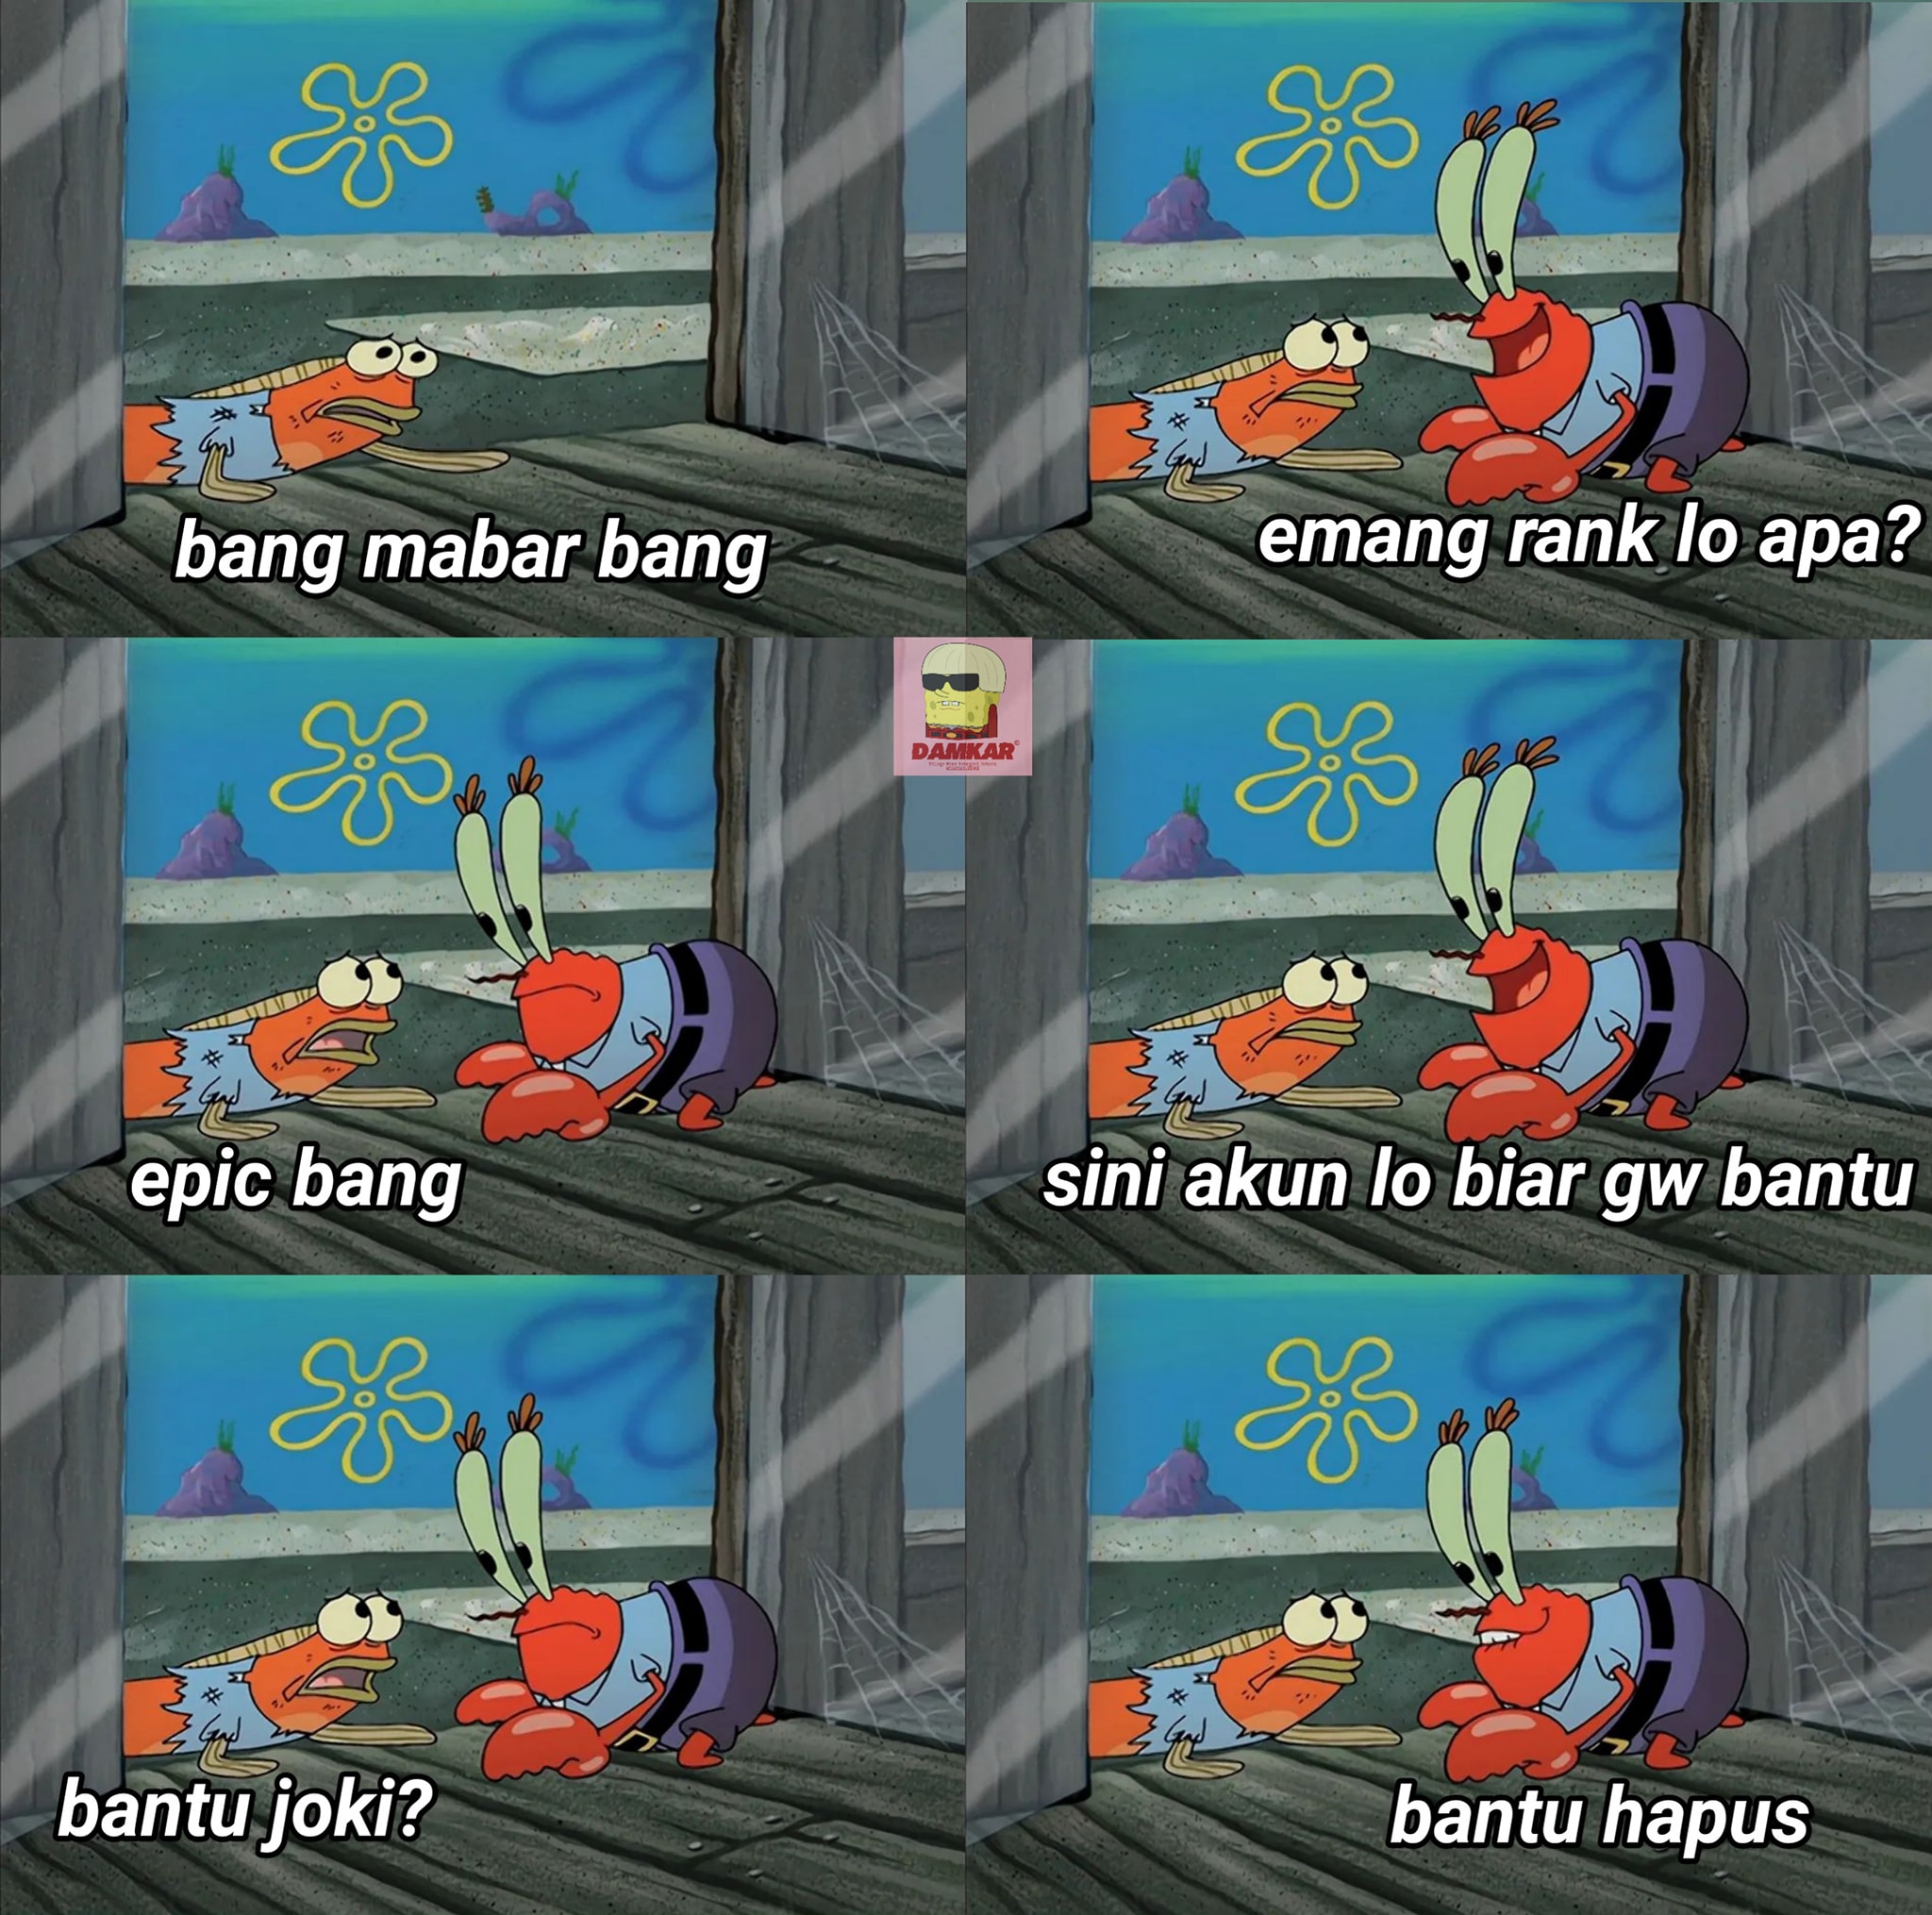 bang mabar bang
emang rank lo apa?
DAMKAR
epic bang
sini akun lo biar gw bantu
bantu joki?
bantu hapus